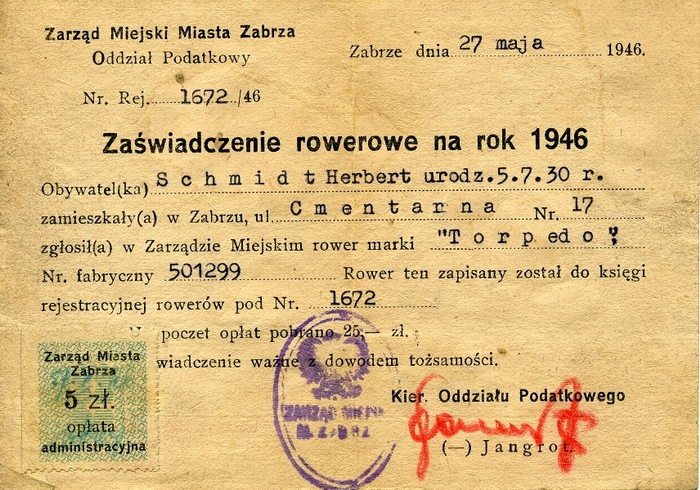 Zarząd Miejski Miasta Zabrza
Oddział Podatkowy
Zabrze dnia 27 maja 1946.
Nr. Rej. 1672/46
Zaświadczenie rowerowe na rok 1946
Obywatel(ka) Schmidt Herbert urodz.5.7.30 r.
zamieszkały(a) w Zabrzu, ul. Cmentarna Nr. 17
zgłosił(a) w Zarządzie Miejskim rower marki "Torpedo",
Nr. fabryczny 501299 Rower ten zapisany został do księgi
rejestracyjnej rowerów pod Nr. 1672
poczet opłat pobrano 25,— zł.
wiadczenie ważne z dowodem tożsamości.
Zarząd Miasta
Zabrza
5 zł.
opłata
administracyjna
ZARZĄD MIEJSKI
M. ZABRZ
Kier. Oddziału Podatkowego
(—) Jangrot.